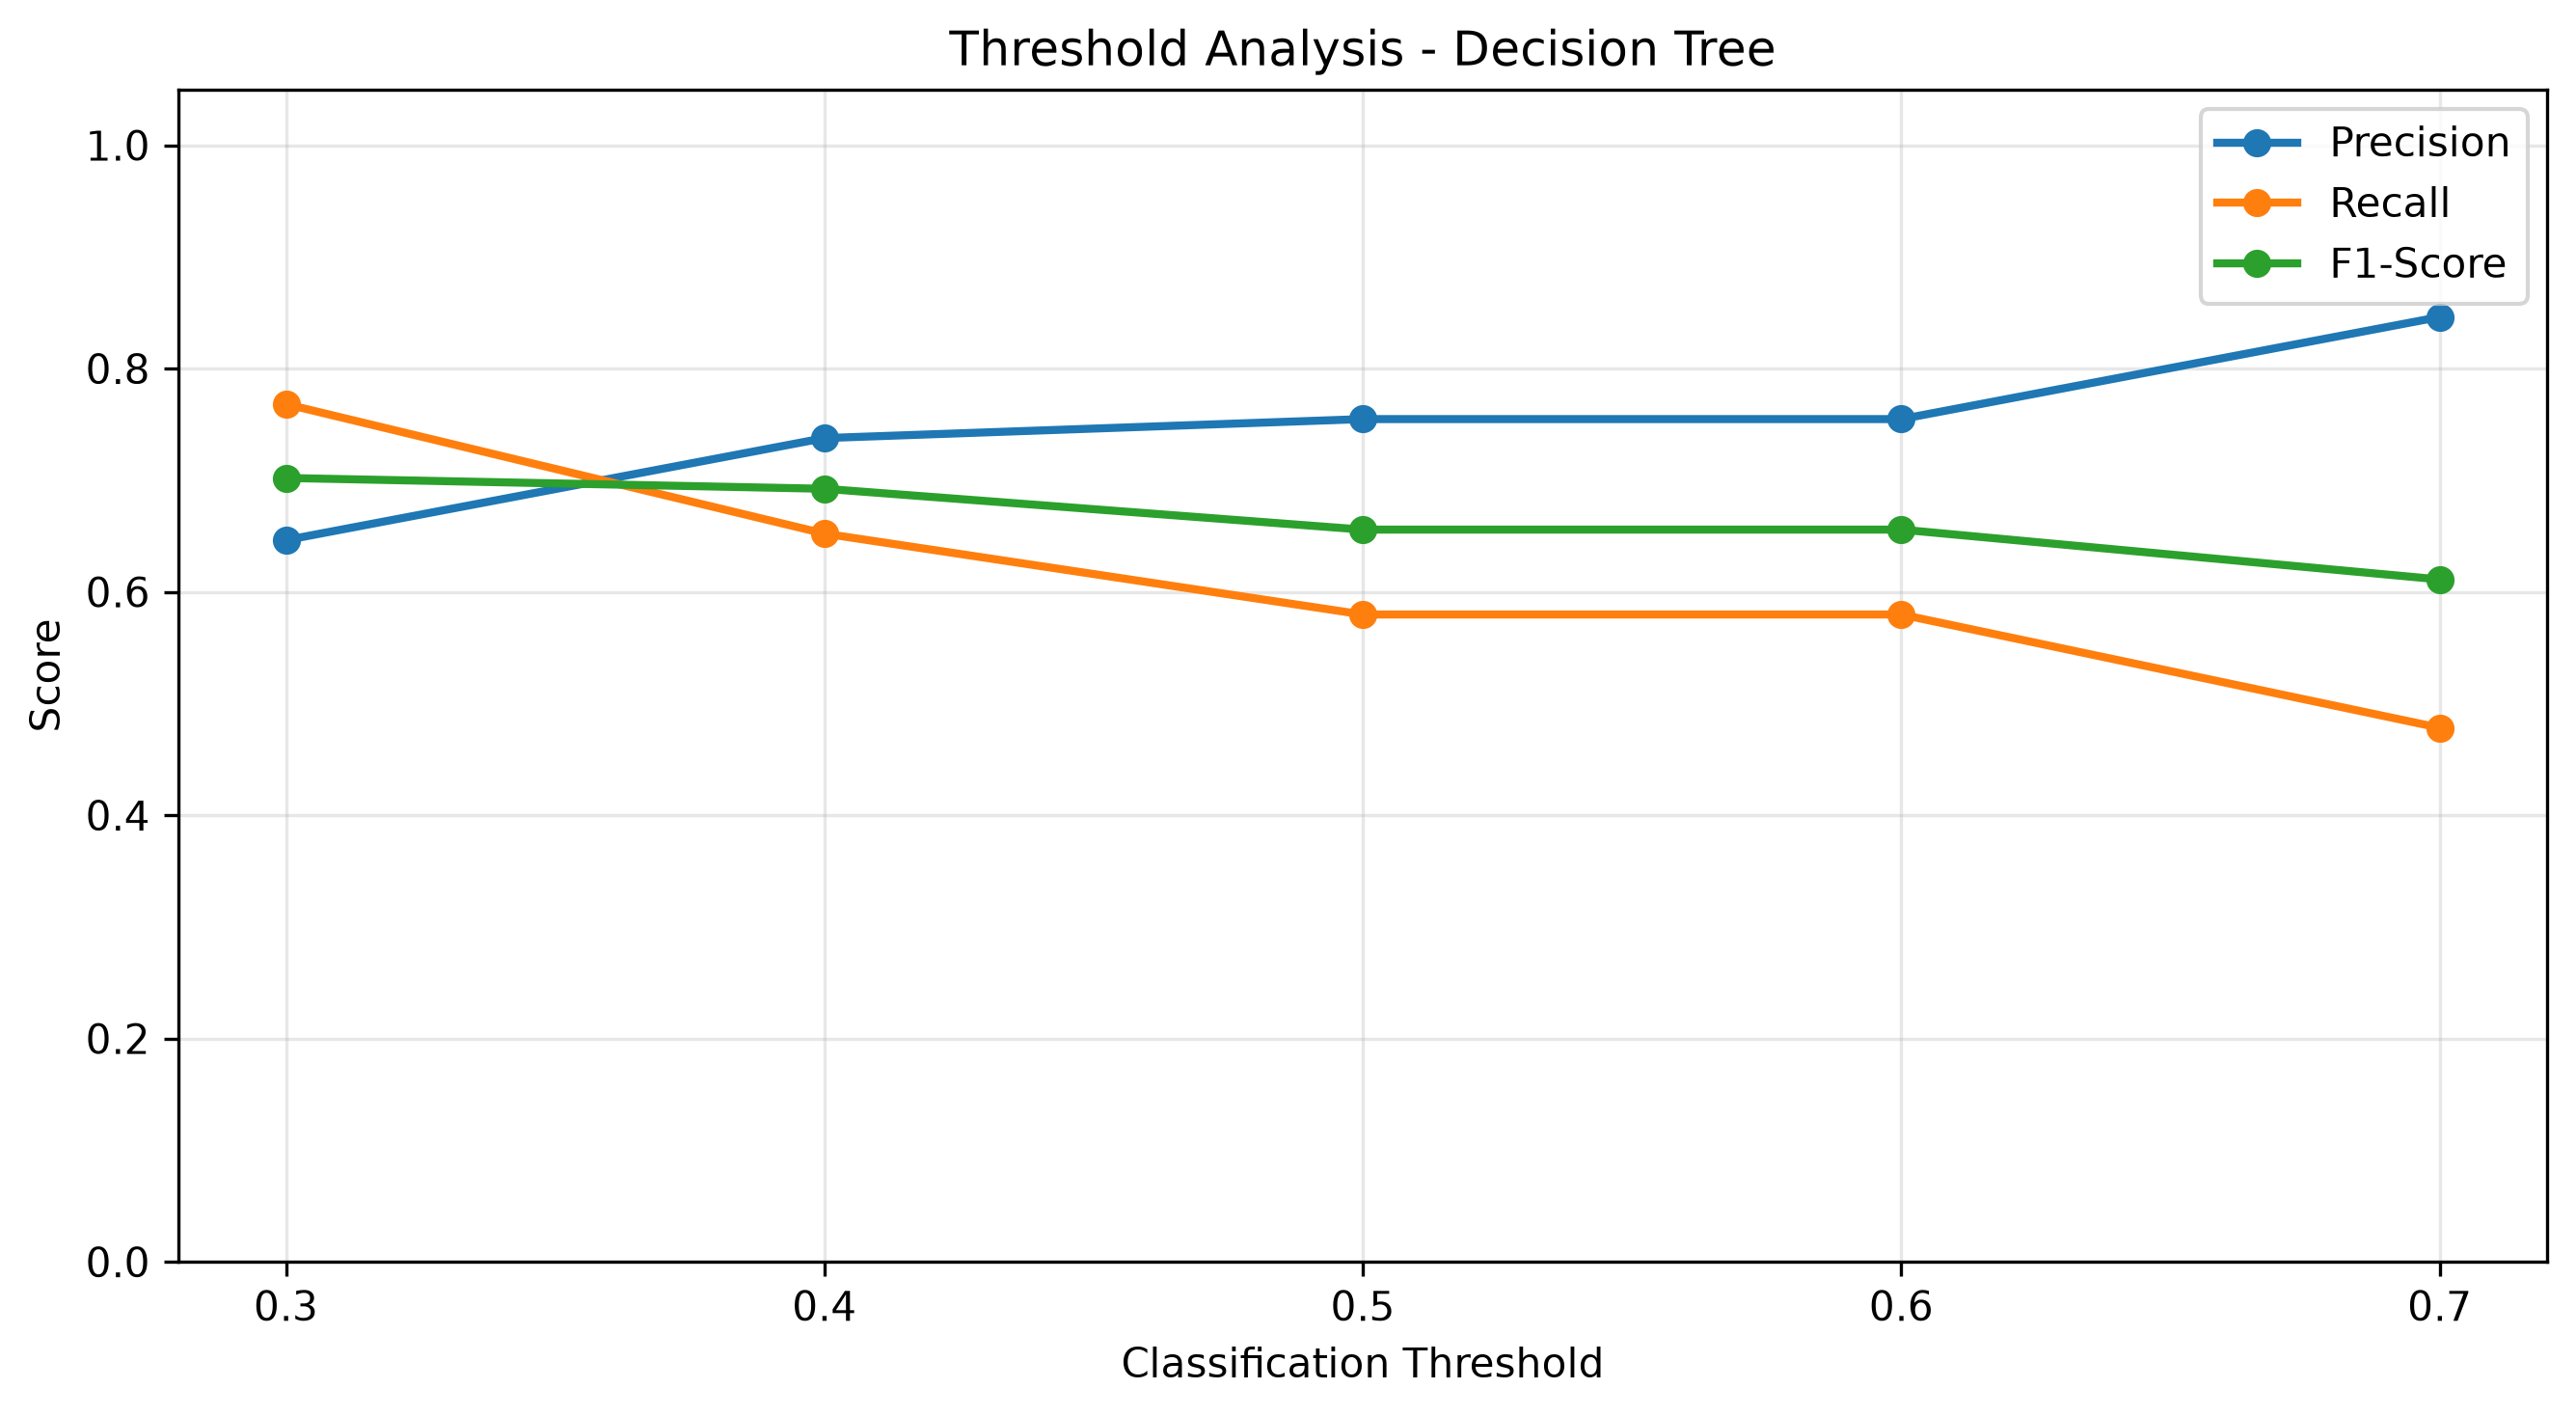 Threshold Analysis - Decision Tree
Precision
Recall
F1-Score
1.0
0.8
0.6
0.4
0.2
0.0
Score
0.3 0.4 0.5 0.6 0.7
Classification Threshold